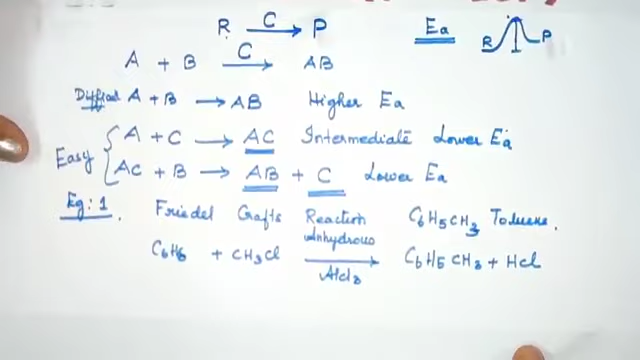 R C→ P Ea R P
A + B C→ AB
Difficult A + B → AB Higher Ea
Easy { A + C → AC Intermediate Lower Ea
AC + B → AB + C Lower Ea
Eg: 1 Friedel Crafts Reaction C6H5CH3 Toluene.
Anhydrous
C6H6 + CH3Cl → C6H5CH3 + HCl
AlCl3